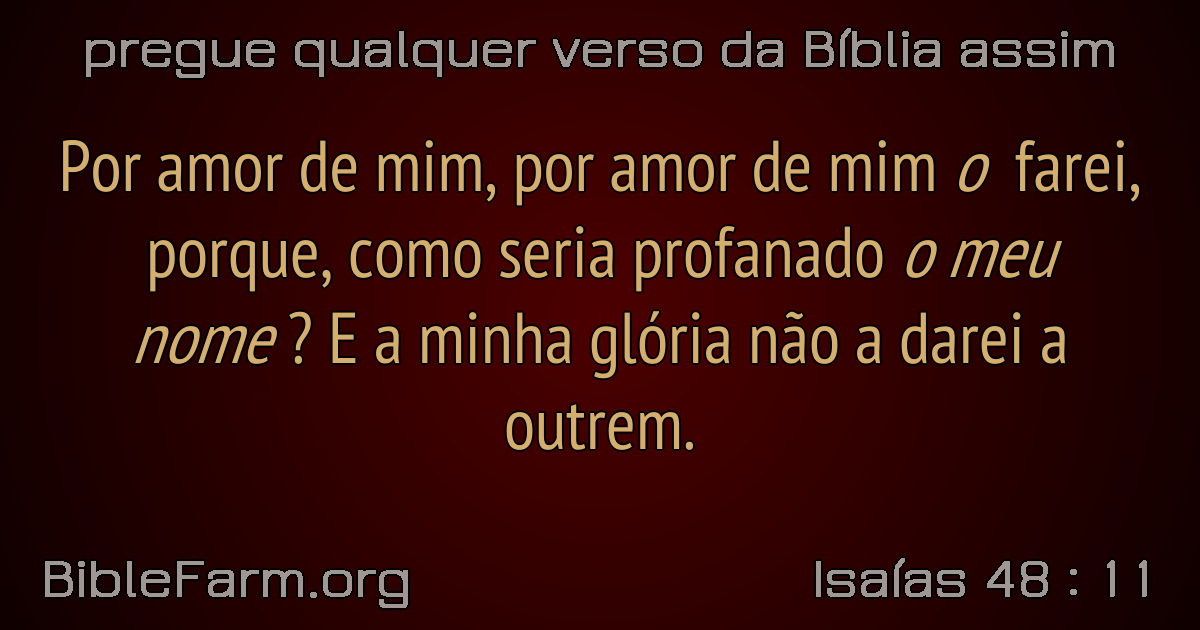 pregue qualquer verso da Bíblia assim
Por amor de mim, por amor de mim o farei,
porque, como seria profanado o meu
nome ? E a minha glória não a darei a
outrem.
BibleFarm.org
Isaías 48 : 11